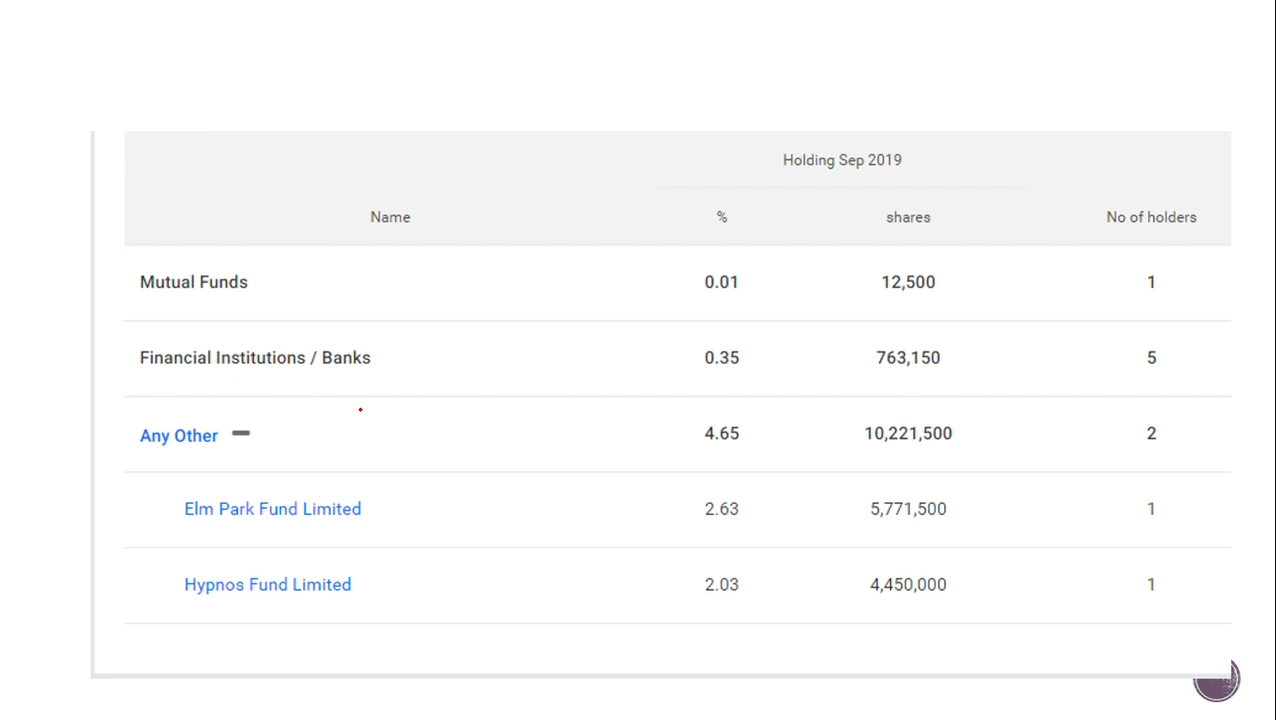 Holding Sep 2019
Name % shares No of holders
Mutual Funds 0.01 12,500 1
Financial Institutions / Banks 0.35 763,150 5
Any Other 4.65 10,221,500 2
Elm Park Fund Limited 2.63 5,771,500 1
Hypnos Fund Limited 2.03 4,450,000 1